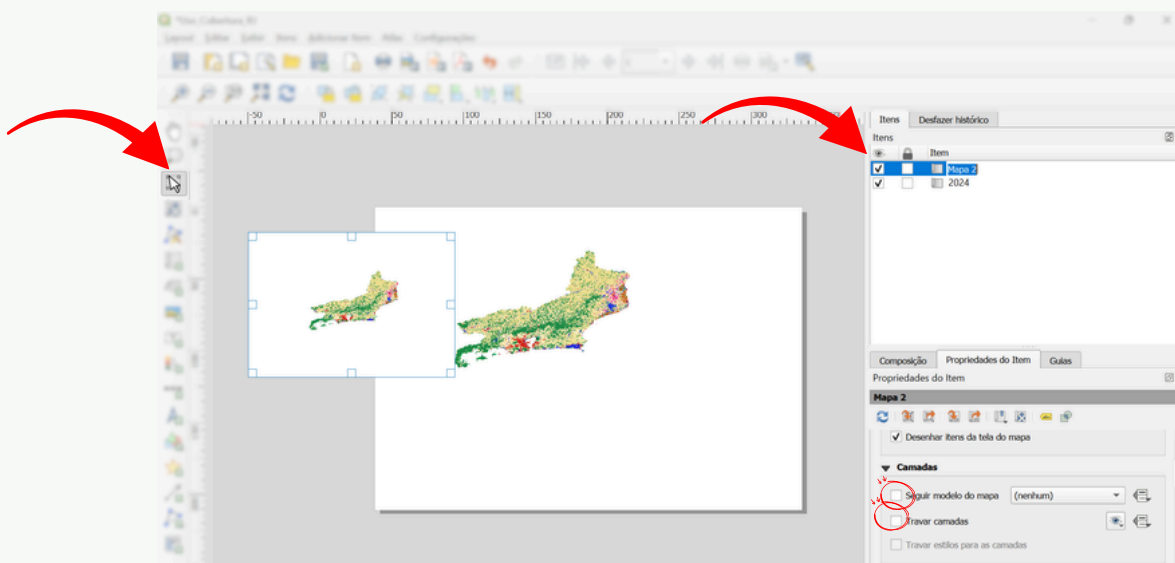 *Uso_Cobertura_RJ
Layout Editar Exibir Itens Adicionar Item Atlas Configurações
-50 0 50 100 150 200 250 300
Itens Desfazer histórico
Itens
Item
Mapa 2
2024
Composição Propriedades do Item Guias
Propriedades do Item
Mapa 2
Desenhar itens da tela do mapa
Camadas
Seguir modelo do mapa (nenhum)
Travar camadas
Travar estilos para as camadas